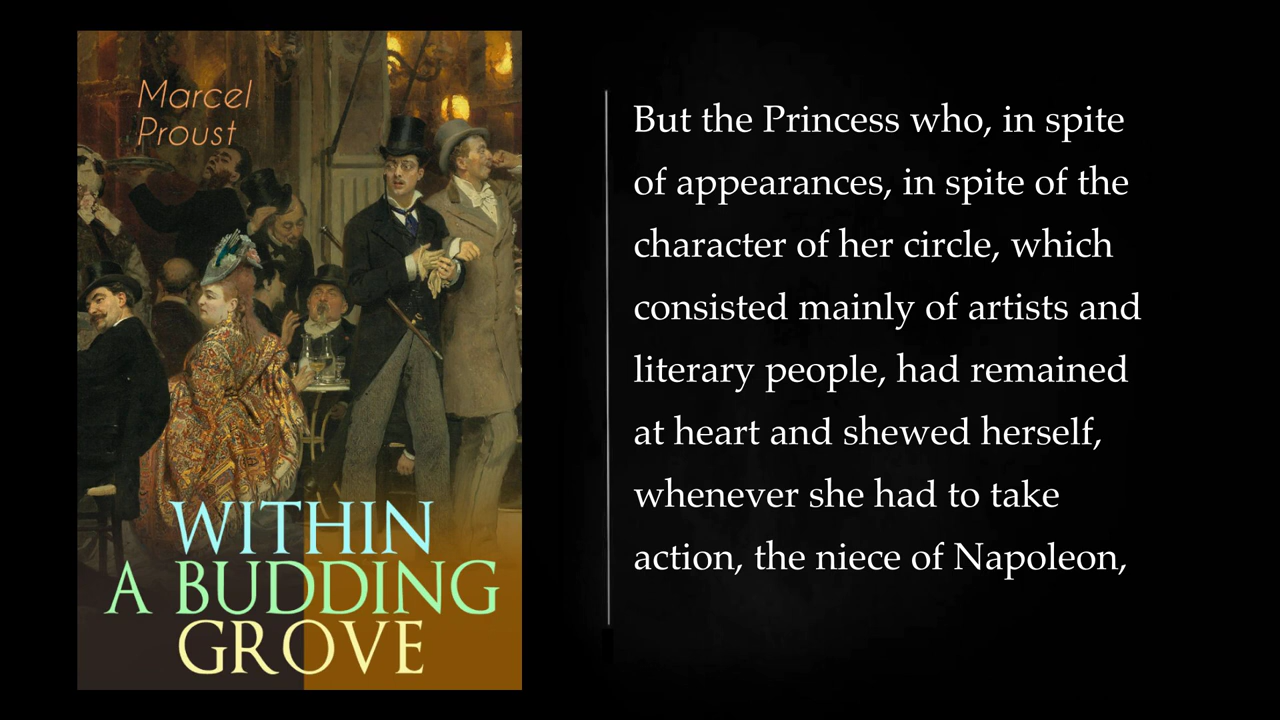 Marcel
Proust
WITHIN
A BUDDING
GROVE
But the Princess who, in spite
of appearances, in spite of the
character of her circle, which
consisted mainly of artists and
literary people, had remained
at heart and shewed herself,
whenever she had to take
action, the niece of Napoleon,